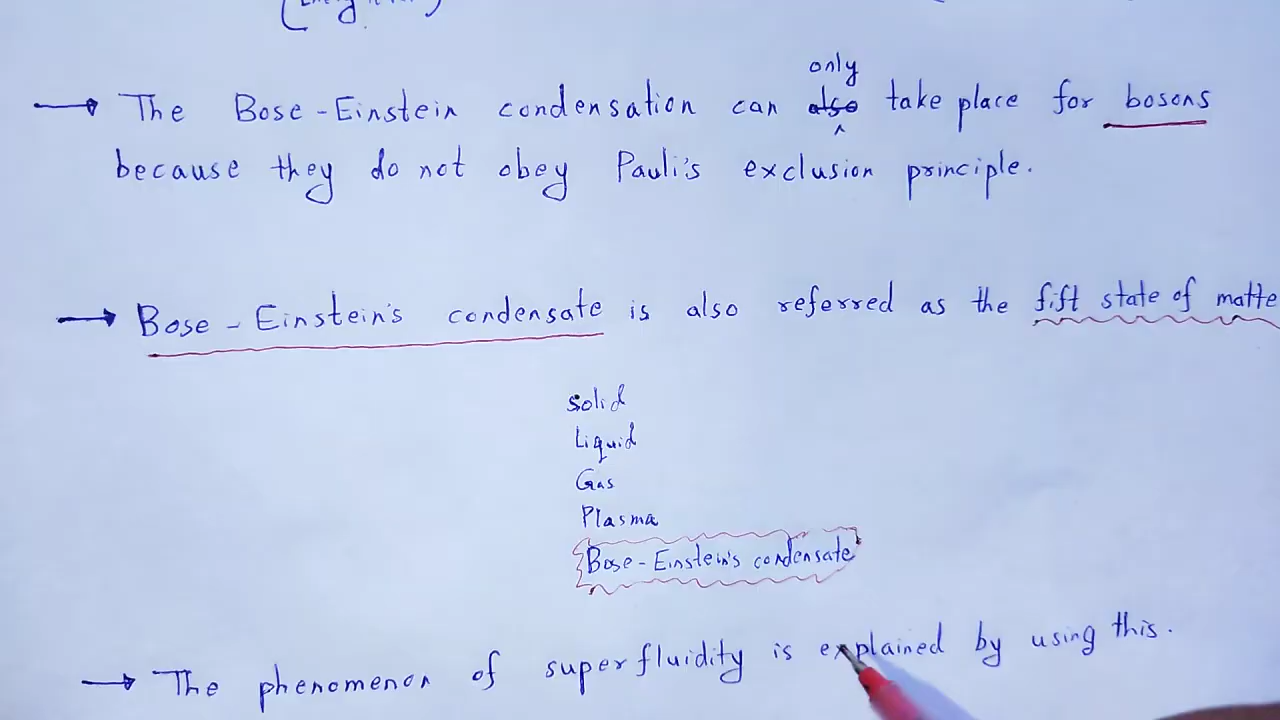 only
The Bose-Einstein condensation can also take place for bosons
because they do not obey Pauli's exclusion principle.
Bose-Einstein's condensate is also referred as the fift state of matte
Solid
Liquid
Gas
Plasma
Bose-Einstein's condensate
The phenomenon of superfluidity is explained by using this.